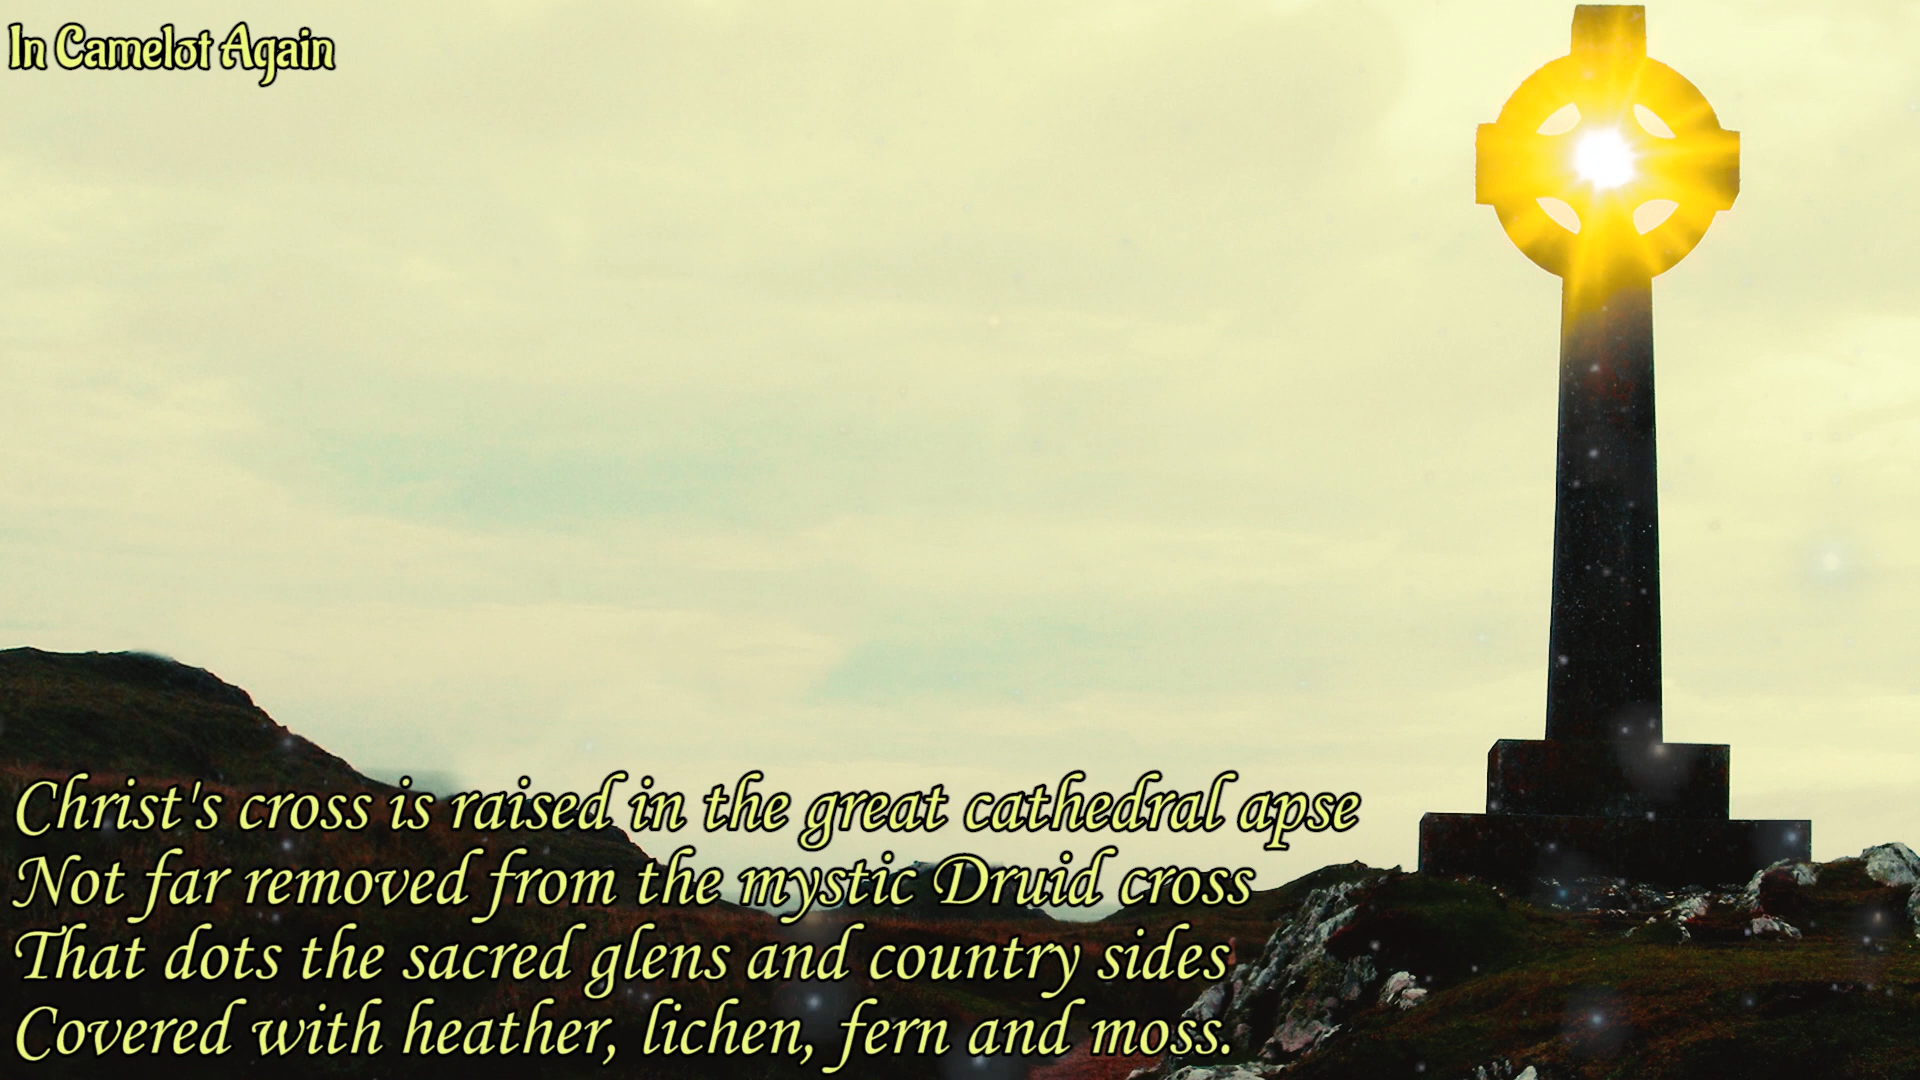 In Camelot Again
Christ's cross is raised in the great cathedral apse
Not far removed from the mystic Druid cross
That dots the sacred glens and country sides
Covered with heather, lichen, fern and moss.